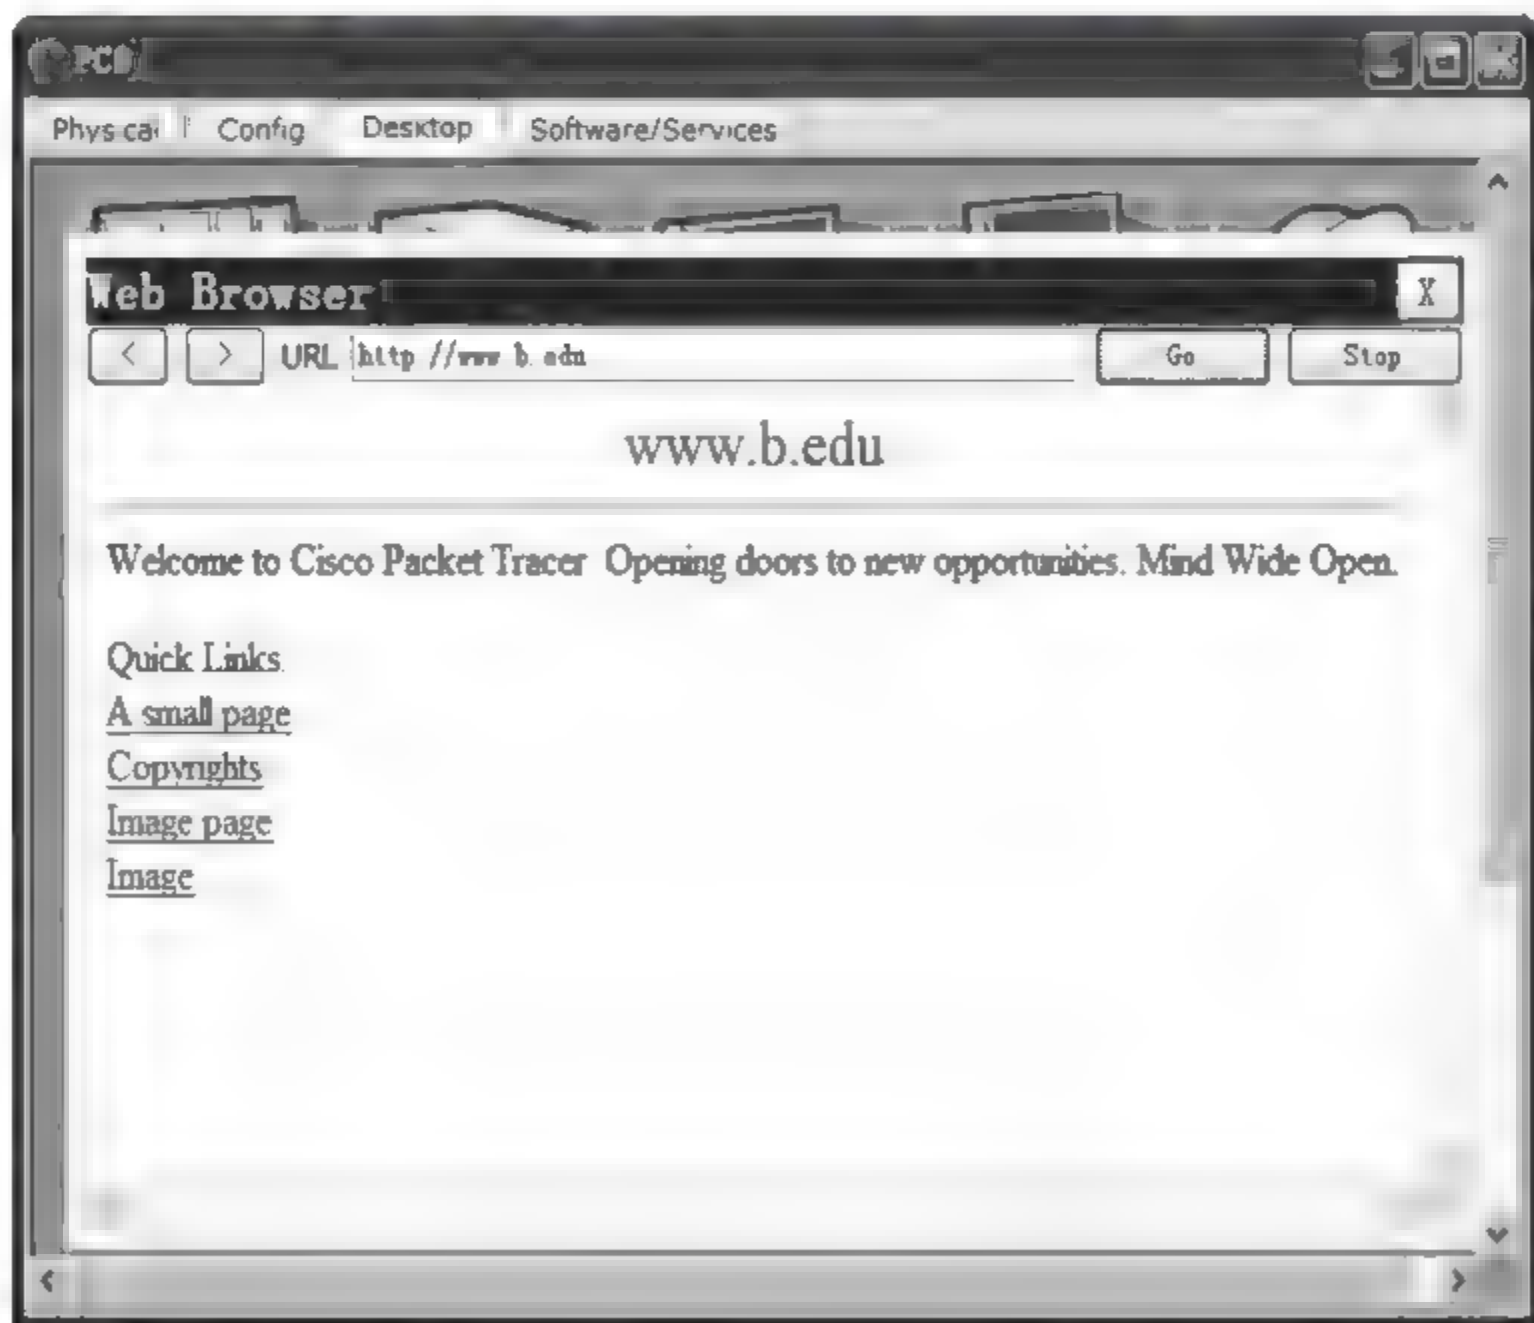 PC0
Physical Config Desktop Software/Services
Web Browser X
< > URL http //www b. edu Go Stop
www.b.edu
Welcome to Cisco Packet Tracer Opening doors to new opportunities. Mind Wide Open.
Quick Links
A small page
Copyrights
Image page
Image